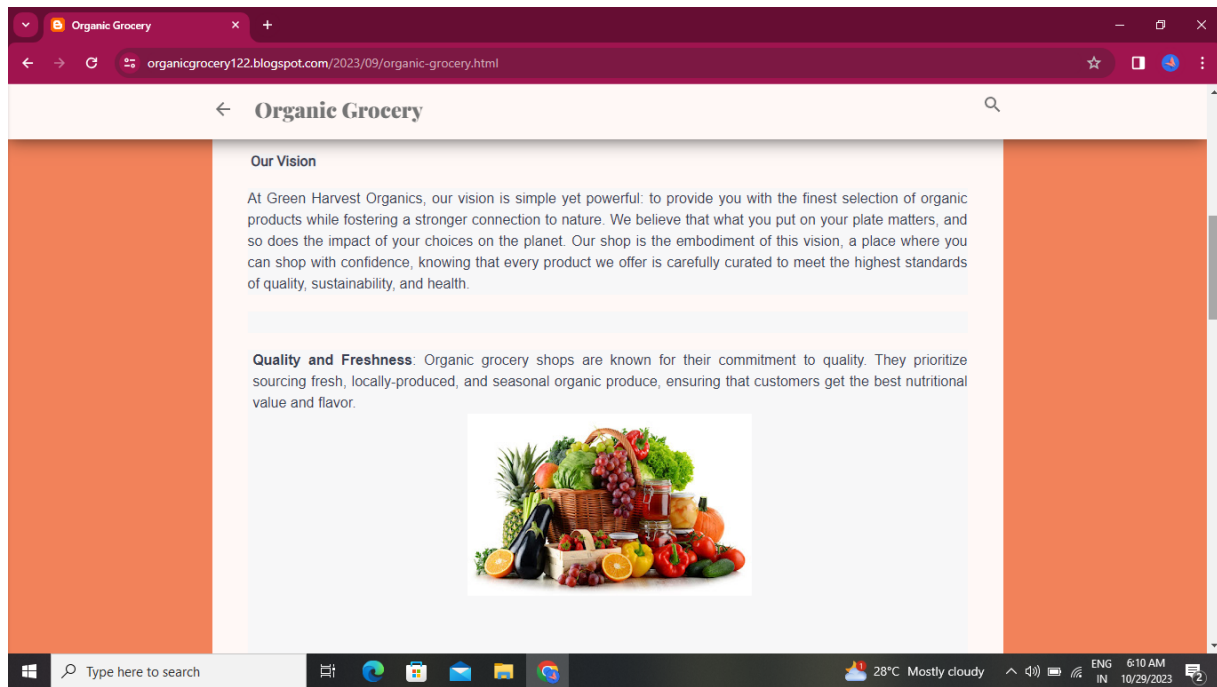 Organic Grocery
organicgrocery122.blogspot.com/2023/09/organic-grocery.html
Organic Grocery
Our Vision
At Green Harvest Organics, our vision is simple yet powerful: to provide you with the finest selection of organic
products while fostering a stronger connection to nature. We believe that what you put on your plate matters, and
so does the impact of your choices on the planet. Our shop is the embodiment of this vision, a place where you
can shop with confidence, knowing that every product we offer is carefully curated to meet the highest standards
of quality, sustainability, and health.
Quality and Freshness: Organic grocery shops are known for their commitment to quality. They prioritize
sourcing fresh, locally-produced, and seasonal organic produce, ensuring that customers get the best nutritional
value and flavor.
Type here to search
1
28°C Mostly cloudy
ENG
IN
6:10 AM
10/29/2023
2